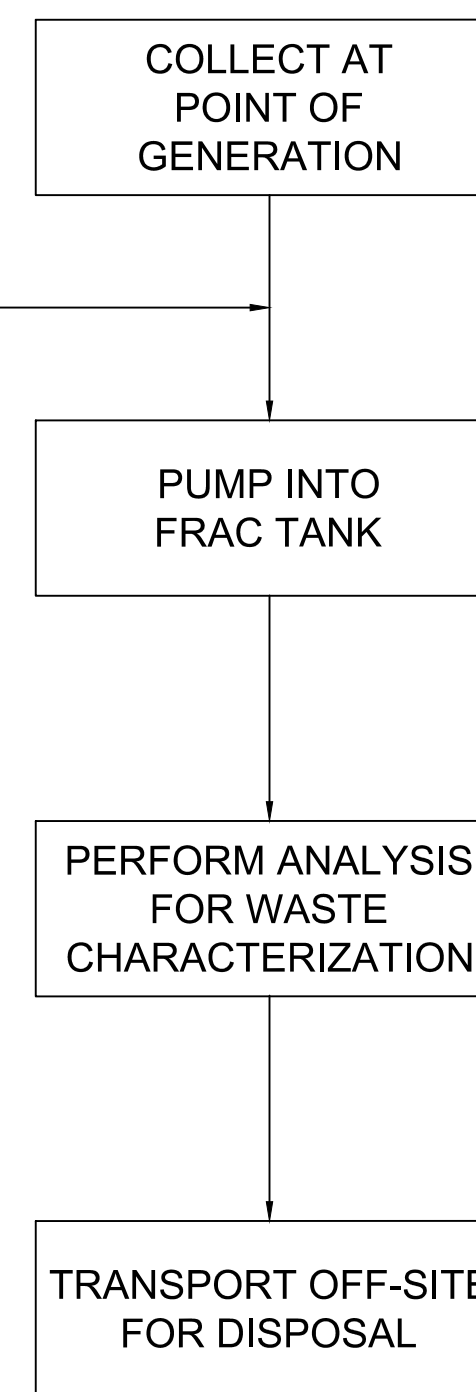 COLLECT AT
POINT OF
GENERATION
PUMP INTO
FRAC TANK
PERFORM ANALYSIS
FOR WASTE
CHARACTERIZATION
TRANSPORT OFF-SITE
FOR DISPOSAL